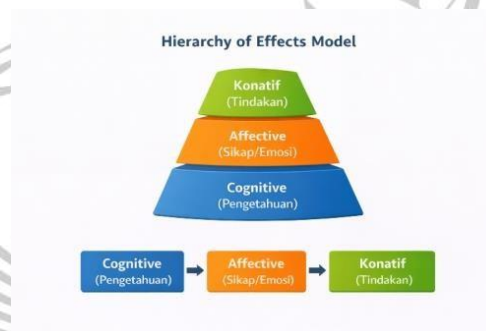 Hierarchy of Effects Model
Konatif
(Tindakan)
Affective
(Sikap/Emosi)
Cognitive
(Pengetahuan)
Cognitive
(Pengetahuan)
Affective
(Sikap/Emosi)
Konatif
(Tindakan)